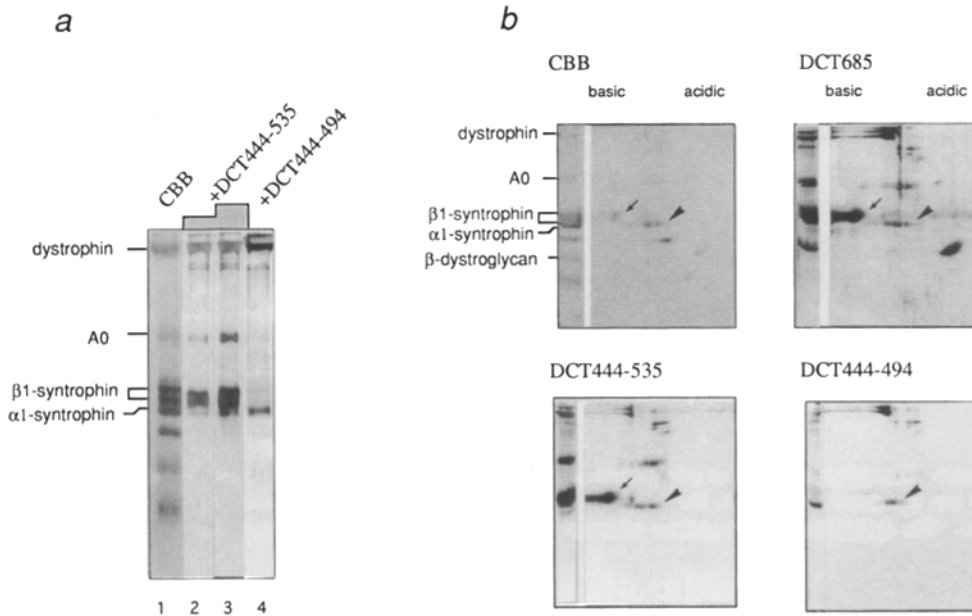 a
CBB
+DCT444-535
+DCT444-494
dystrophin
A0
β1-syntrophin
α1-syntrophin
1 2 3 4
b
CBB
basic acidic
dystrophin
A0
β1-syntrophin
α1-syntrophin
β-dystroglycan
DCT685
basic acidic
DCT444-535
DCT444-494